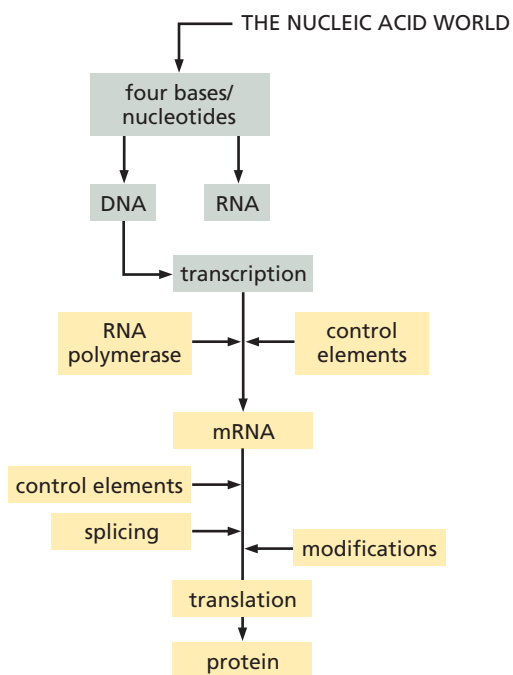 THE NUCLEIC ACID WORLD
four bases/
nucleotides
DNA
RNA
transcription
RNA
polymerase
control
elements
mRNA
control elements
splicing
modifications
translation
protein